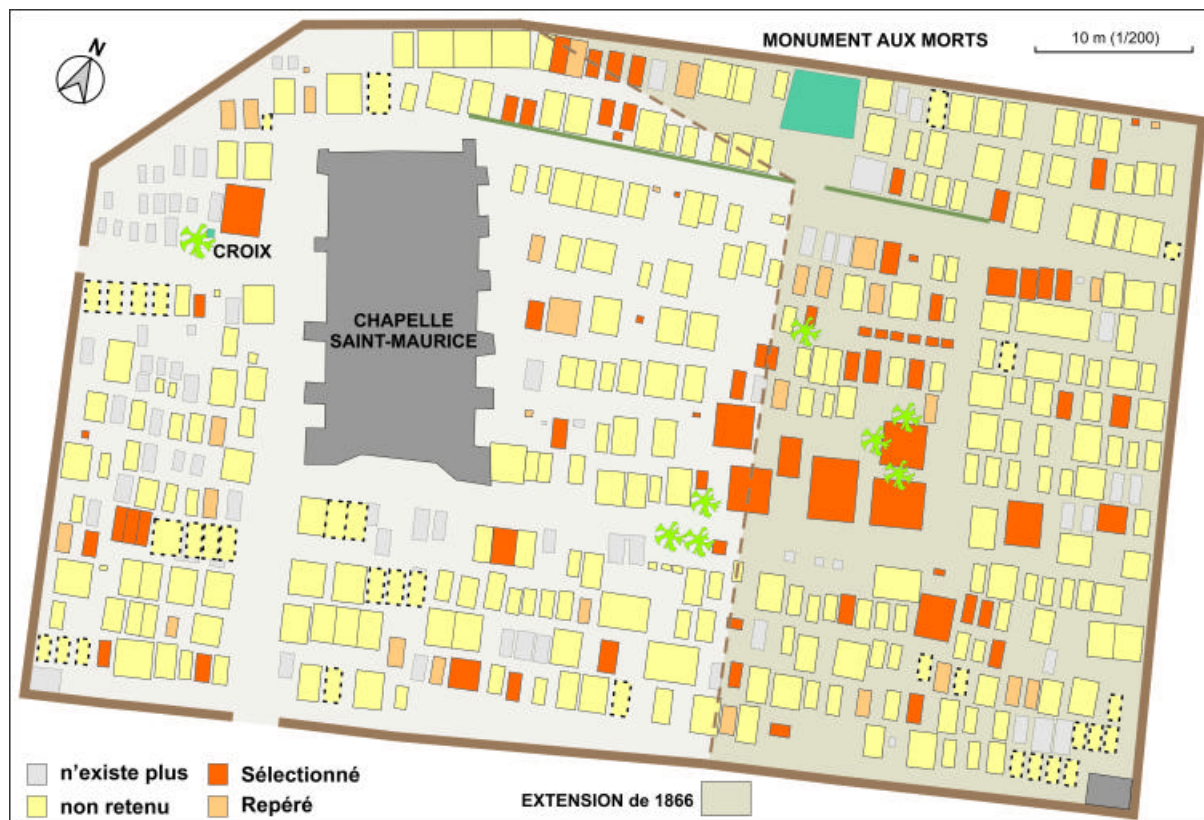 N
MONUMENT AUX MORTS
10 m (1/200)
CROIX
CHAPELLE
SAINT-MAURICE
n'existe plus
Sélectionné
non retenu
Repéré
EXTENSION de 1866